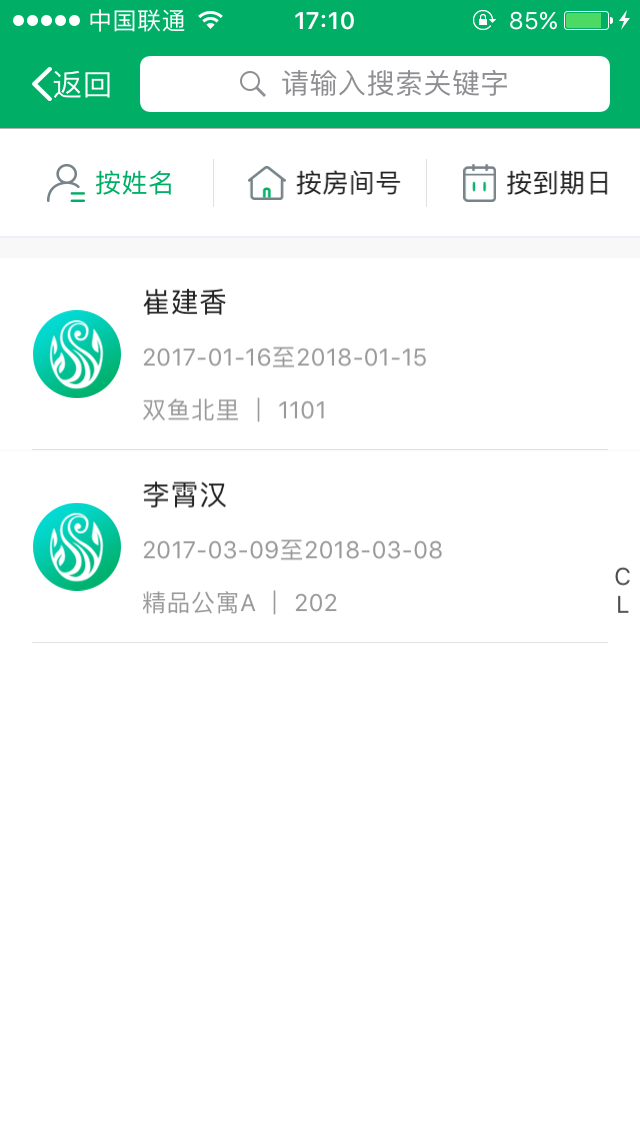 中国联通 17:10 85%
返回 请输入搜索关键字
按姓名 按房间号 按到期日
崔建香
2017-01-16至2018-01-15
双鱼北里 | 1101
李霄汉
2017-03-09至2018-03-08
精品公寓A | 202
C
L